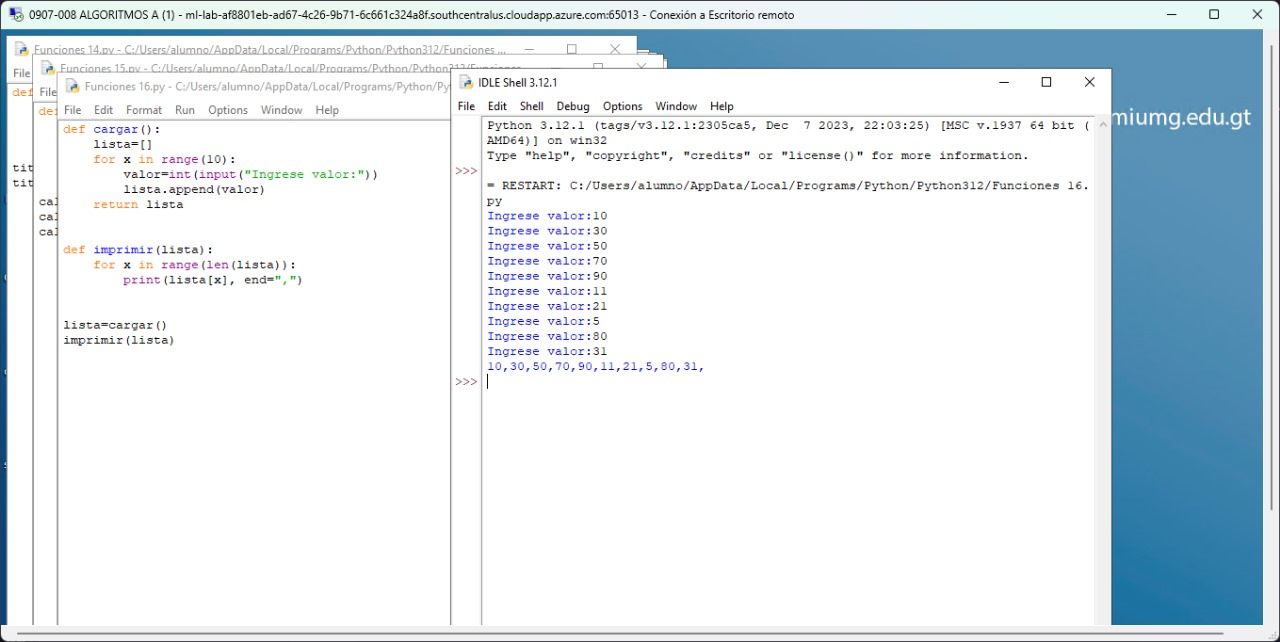 0907-008 ALGORITMOS A (1) - ml-lab-af8801eb-ad67-4c26-9b71-6c661c324a8f.southcentralus.cloudapp.azure.com:65013 - Conexión a Escritorio remoto
Funciones 14.py - C:/Users/alumno/AppData/Local/Programs/Python/Python312/Funciones ...
File
def
tit
tit
Funciones 15.py - C:/Users/alumno/AppData/Local/Programs/Python/Python312/Funciones
File
def
cal
cal
cal
Funciones 16.py - C:/Users/alumno/AppData/Local/Programs/Python/Py
File Edit Format Run Options Window Help
def cargar():
    lista=[]
    for x in range(10):
        valor=int(input("Ingrese valor:"))
        lista.append(valor)
    return lista
def imprimir(lista):
    for x in range(len(lista)):
        print(lista[x], end=",")
lista=cargar()
imprimir(lista)
IDLE Shell 3.12.1
File Edit Shell Debug Options Window Help
Python 3.12.1 (tags/v3.12.1:2305ca5, Dec  7 2023, 22:03:25) [MSC v.1937 64 bit (
AMD64)] on win32
Type "help", "copyright", "credits" or "license()" for more information.
>>>
= RESTART: C:/Users/alumno/AppData/Local/Programs/Python/Python312/Funciones 16.
py
Ingrese valor:10
Ingrese valor:30
Ingrese valor:50
Ingrese valor:70
Ingrese valor:90
Ingrese valor:11
Ingrese valor:21
Ingrese valor:5
Ingrese valor:80
Ingrese valor:31
10,30,50,70,90,11,21,5,80,31,
>>>
miumg.edu.gt